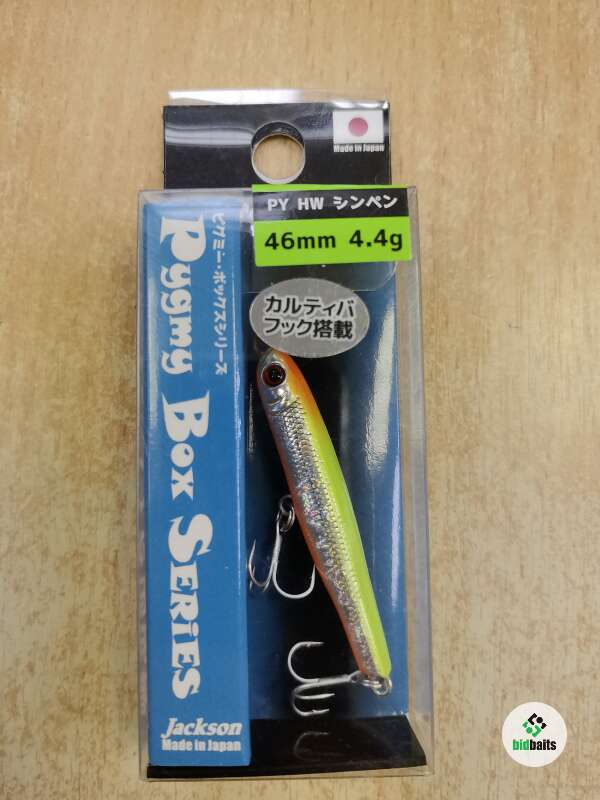 Made in Japan
PY HW シンペン
46mm 4.4g
カルティバ
フック搭載
ピグミー・ボックスシリーズ
Pygmy Box SERiES
Jackson
Made in Japan
bidbaits